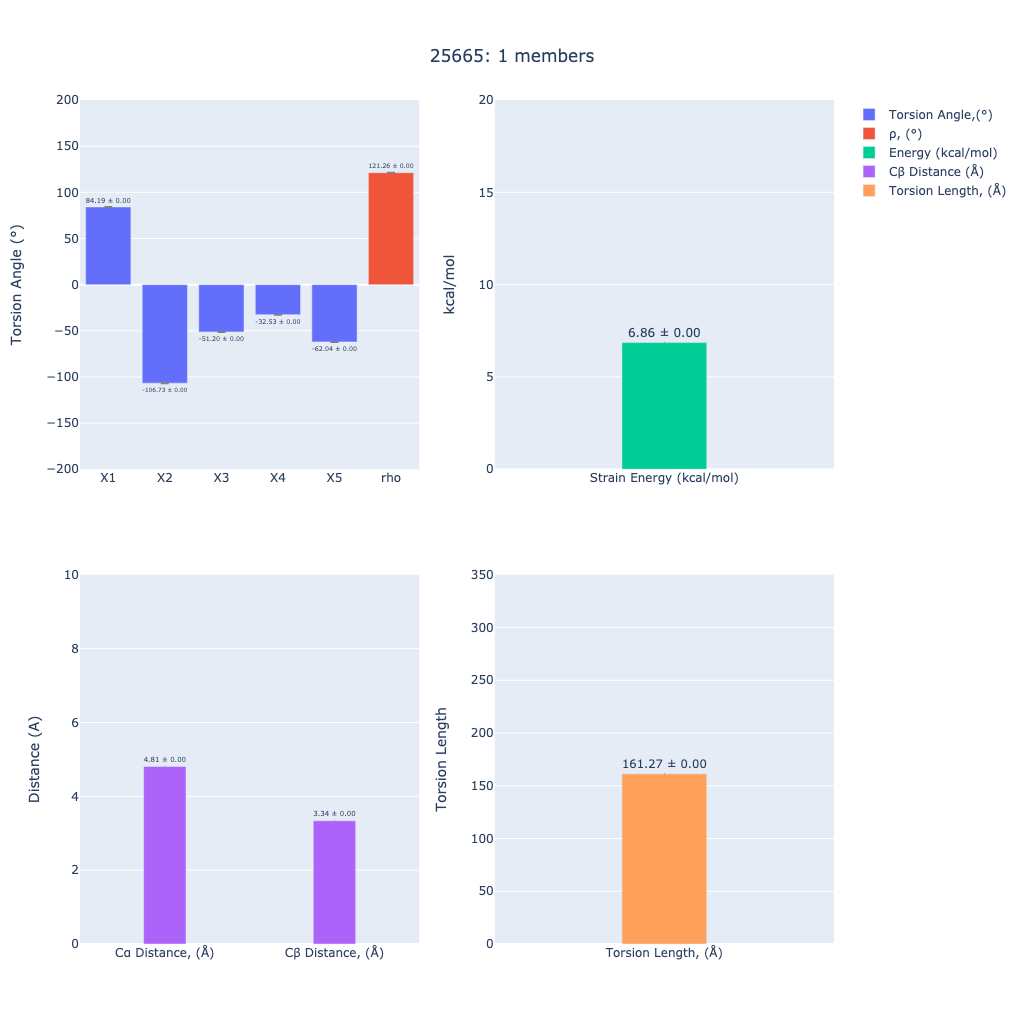 25665: 1 members
Torsion Angle (°)
200
150
100
50
0
−50
−100
−150
−200
84.19 ± 0.00
-106.73 ± 0.00
-51.20 ± 0.00
-32.53 ± 0.00
-62.04 ± 0.00
121.26 ± 0.00
X1 X2 X3 X4 X5 rho
kcal/mol
20
15
10
5
0
6.86 ± 0.00
Strain Energy (kcal/mol)
Torsion Angle,(°)
ρ, (°)
Energy (kcal/mol)
Cβ Distance (Å)
Torsion Length, (Å)
Distance (A)
10
8
6
4
2
0
4.81 ± 0.00
3.34 ± 0.00
Cα Distance, (Å) Cβ Distance, (Å)
Torsion Length
350
300
250
200
150
100
50
0
161.27 ± 0.00
Torsion Length, (Å)